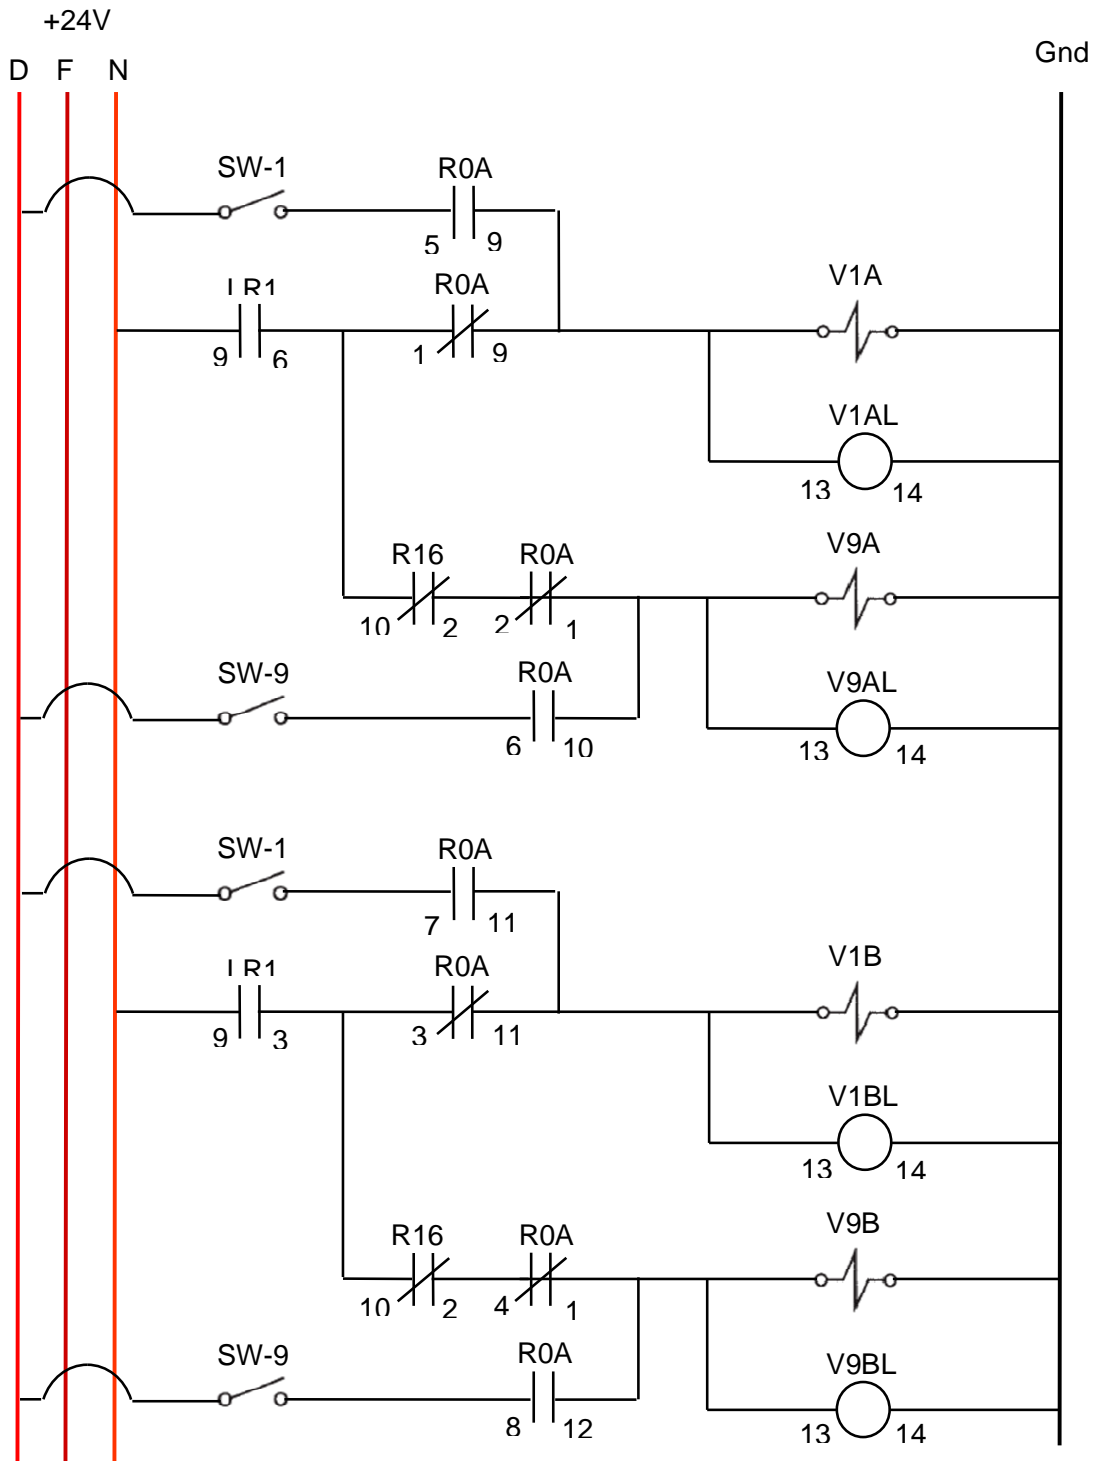 +24V
D F N
Gnd
SW-1
R0A
5 9
LR1
R0A
V1A
9 6
1 9
V1AL
13 14
R16
R0A
V9A
10 2
2 1
SW-9
R0A
V9AL
6 10
13 14
SW-1
R0A
7 11
LR1
R0A
V1B
9 3
3 11
V1BL
13 14
R16
R0A
V9B
10 2
4 1
SW-9
R0A
V9BL
8 12
13 14